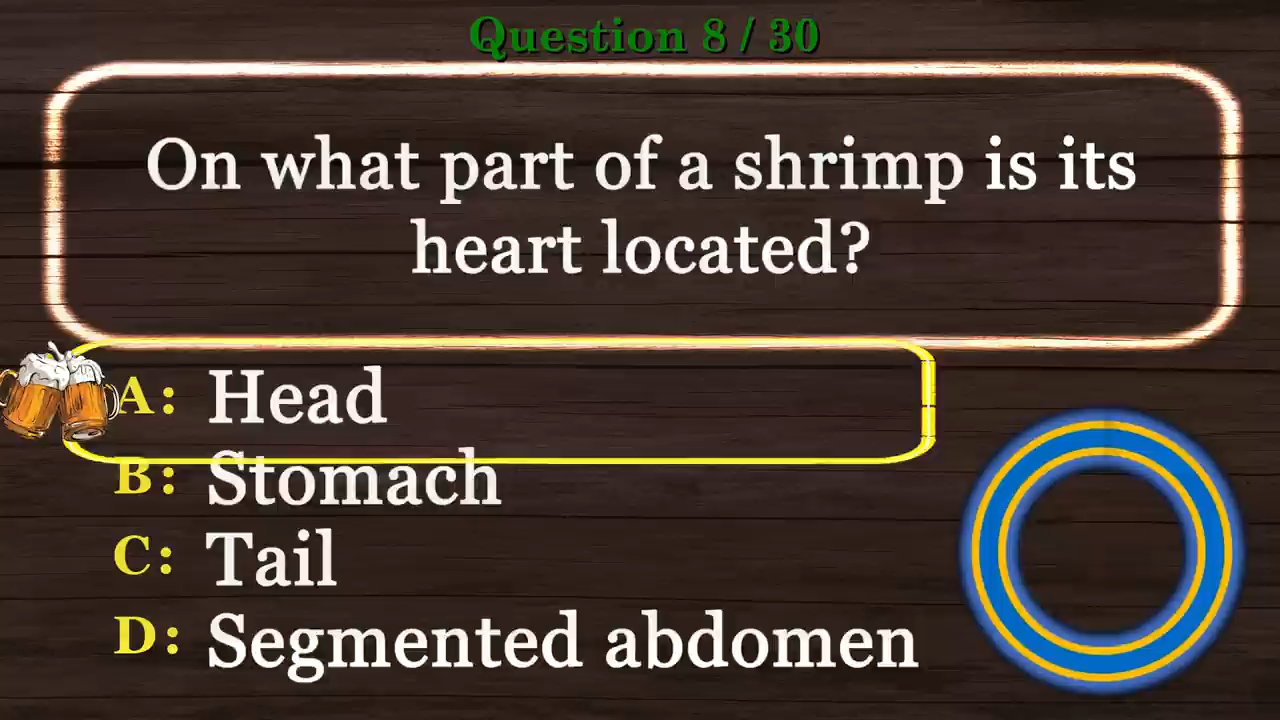 Question 8 / 30
On what part of a shrimp is its
heart located?
A: Head
B: Stomach
C: Tail
D: Segmented abdomen